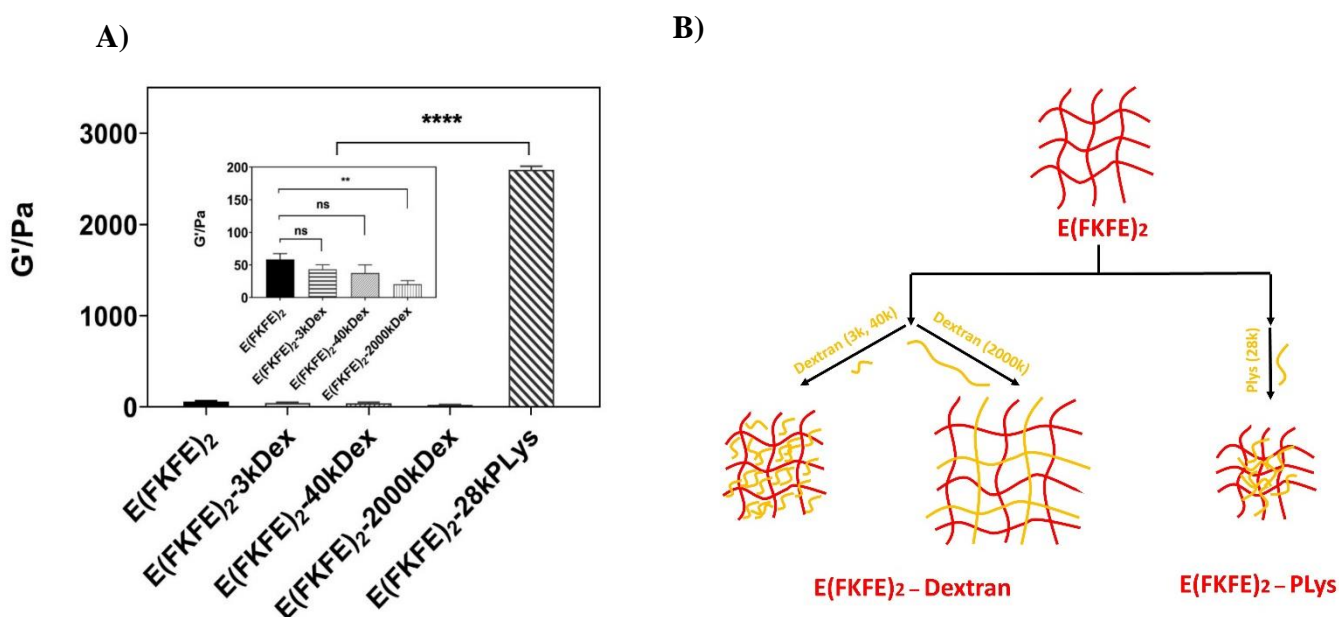 A)
B)
G'/Pa
3000
2000
1000
0
****
G'/Pa
200
150
100
50
0
**
ns
ns
E(FKFE)₂
E(FKFE)₂-3kDex
E(FKFE)₂-40kDex
E(FKFE)₂-2000kDex
E(FKFE)₂
E(FKFE)₂-3kDex
E(FKFE)₂-40kDex
E(FKFE)₂-2000kDex
E(FKFE)₂-28kPLys
E(FKFE)₂
Dextran (3k, 40k)
Dextran (2000k)
Plys (28k)
E(FKFE)₂ – Dextran
E(FKFE)₂ – PLys